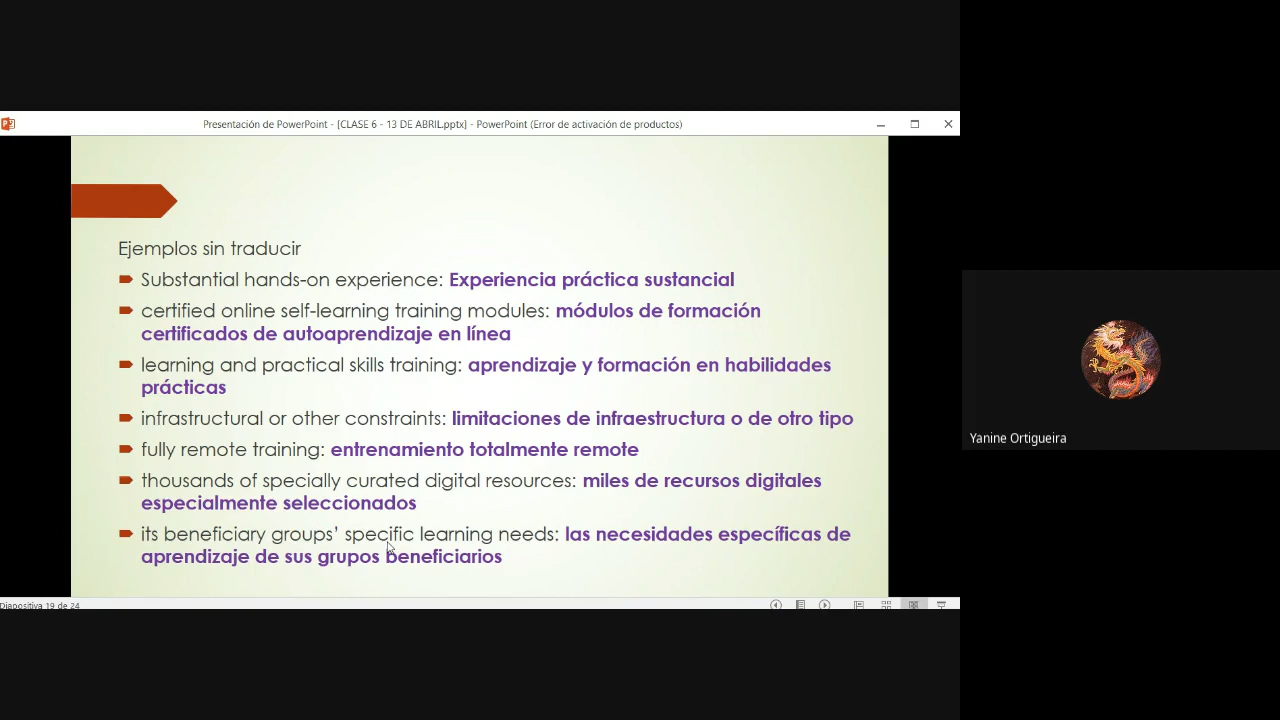 Presentación de PowerPoint - [CLASE 6 - 13 DE ABRIL.pptx] - PowerPoint (Error de activación de productos)
Ejemplos sin traducir
Substantial hands-on experience: Experiencia práctica sustancial
certified online self-learning training modules: módulos de formación
certificados de autoaprendizaje en línea
learning and practical skills training: aprendizaje y formación en habilidades
prácticas
infrastructural or other constraints: limitaciones de infraestructura o de otro tipo
fully remote training: entrenamiento totalmente remote
thousands of specially curated digital resources: miles de recursos digitales
especialmente seleccionados
its beneficiary groups’ specific learning needs: las necesidades específicas de
aprendizaje de sus grupos beneficiarios
Diapositiva 19 de 24
Yanine Ortigueira